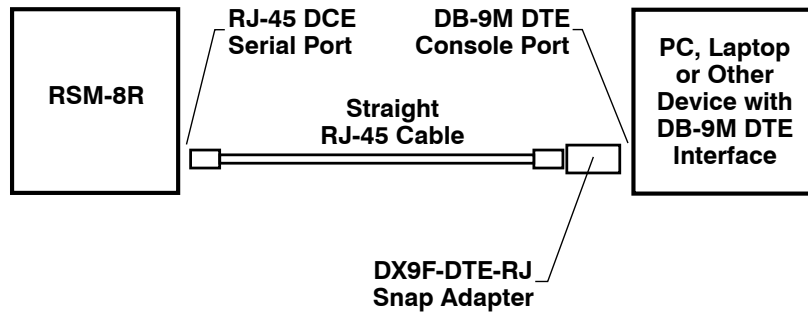 RJ-45 DCE
Serial Port
DB-9M DTE
Console Port
RSM-8R
Straight
RJ-45 Cable
PC, Laptop
or Other
Device with
DB-9M DTE
Interface
DX9F-DTE-RJ
Snap Adapter